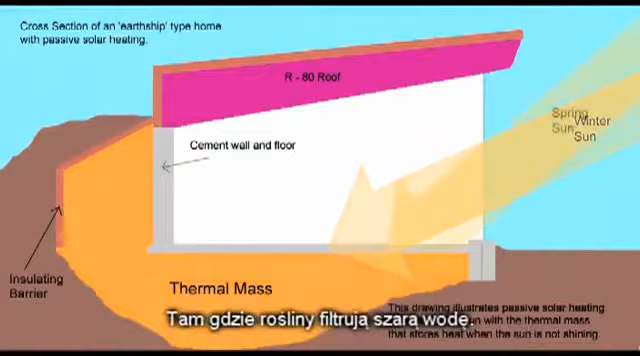 Cross Section of an 'earthship' type home
with passive solar heating.
R - 80 Roof
Spring
Sun
Winter
Sun
Cement wall and floor
Insulating
Barrier
Thermal Mass
Tam gdzie rośliny filtrują szarą wodę.
This drawing illustrates passive solar heating
n with the thermal mass
that stores heat when the sun is not shining.